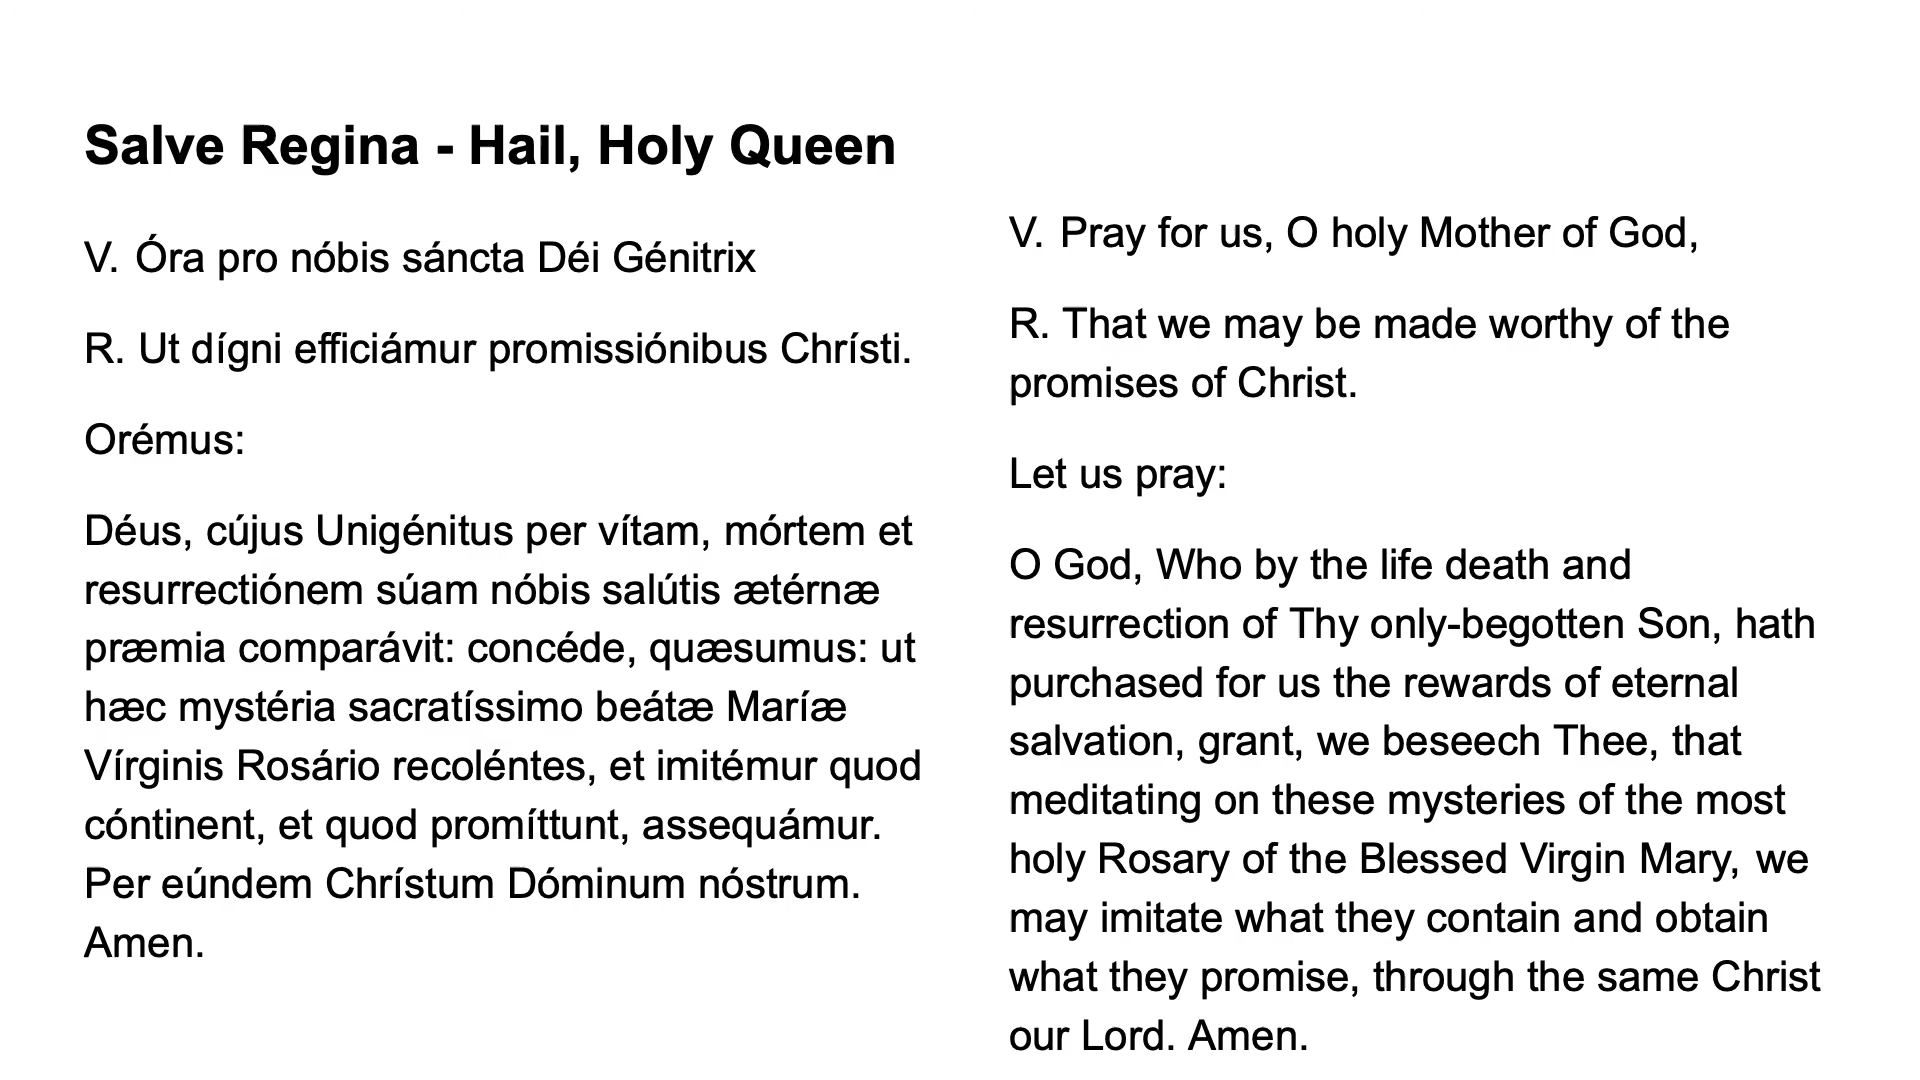 Salve Regina - Hail, Holy Queen
V. Óra pro nóbis sáncta Déi Génitrix
R. Ut dígni efficiámur promissiónibus Chrísti.
Orémus:
Déus, cújus Unigénitus per vítam, mórtem et
resurrectiónem súam nóbis salútis ætérnæ
præmia comparávit: concéde, quæsumus: ut
hæc mystéria sacratíssimo beátæ Maríæ
Vírginis Rosário recoléntes, et imitémur quod
cóntinent, et quod promíttunt, assequámur.
Per eúndem Chrístum Dóminum nóstrum.
Amen.
V. Pray for us, O holy Mother of God,
R. That we may be made worthy of the
promises of Christ.
Let us pray:
O God, Who by the life death and
resurrection of Thy only-begotten Son, hath
purchased for us the rewards of eternal
salvation, grant, we beseech Thee, that
meditating on these mysteries of the most
holy Rosary of the Blessed Virgin Mary, we
may imitate what they contain and obtain
what they promise, through the same Christ
our Lord. Amen.